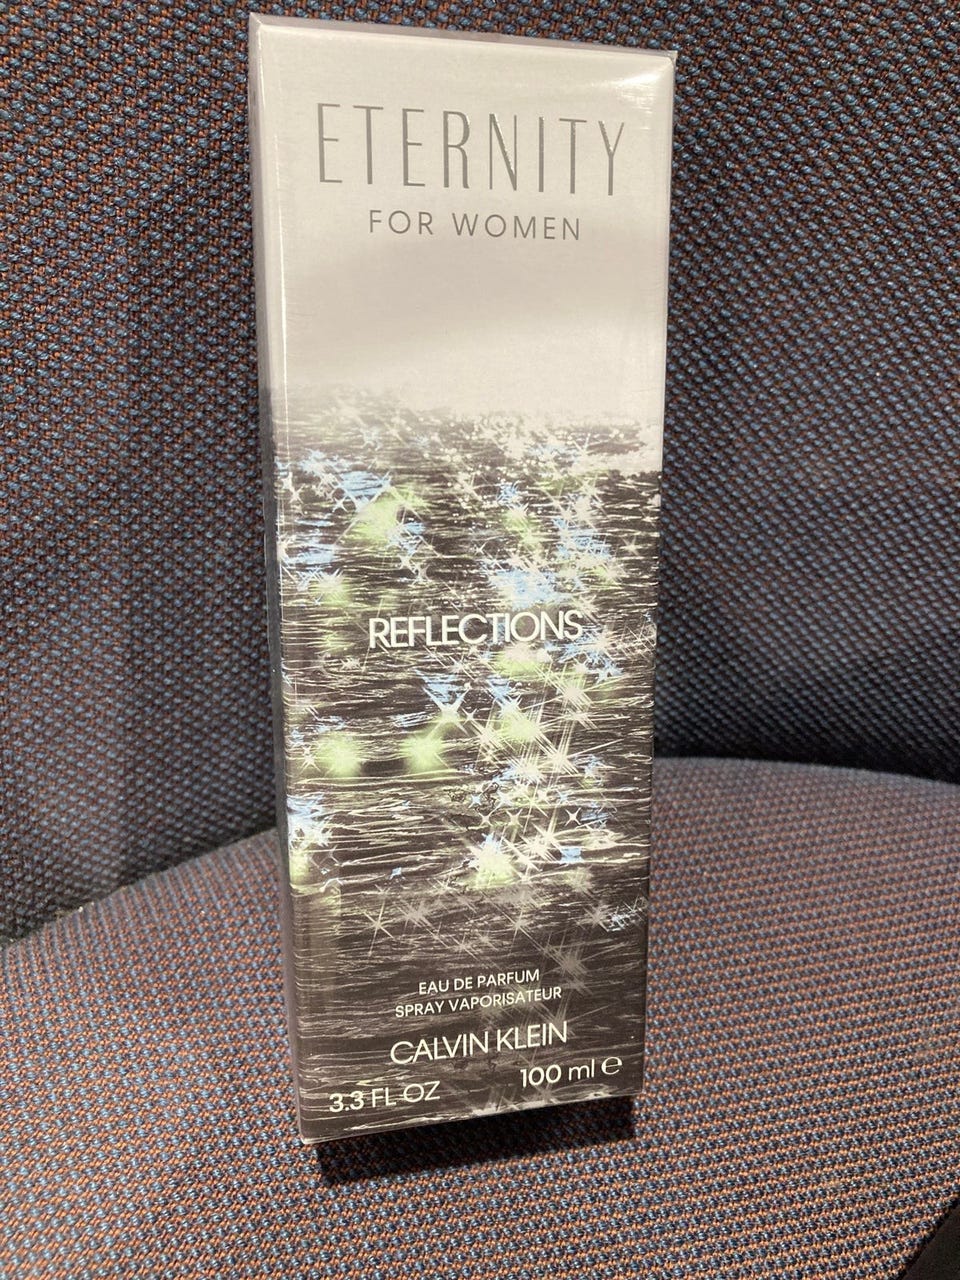 ETERNITY
FOR WOMEN
REFLECTIONS
EAU DE PARFUM
SPRAY VAPORISATEUR
CALVIN KLEIN
3.3 FL OZ 100 ml ℮